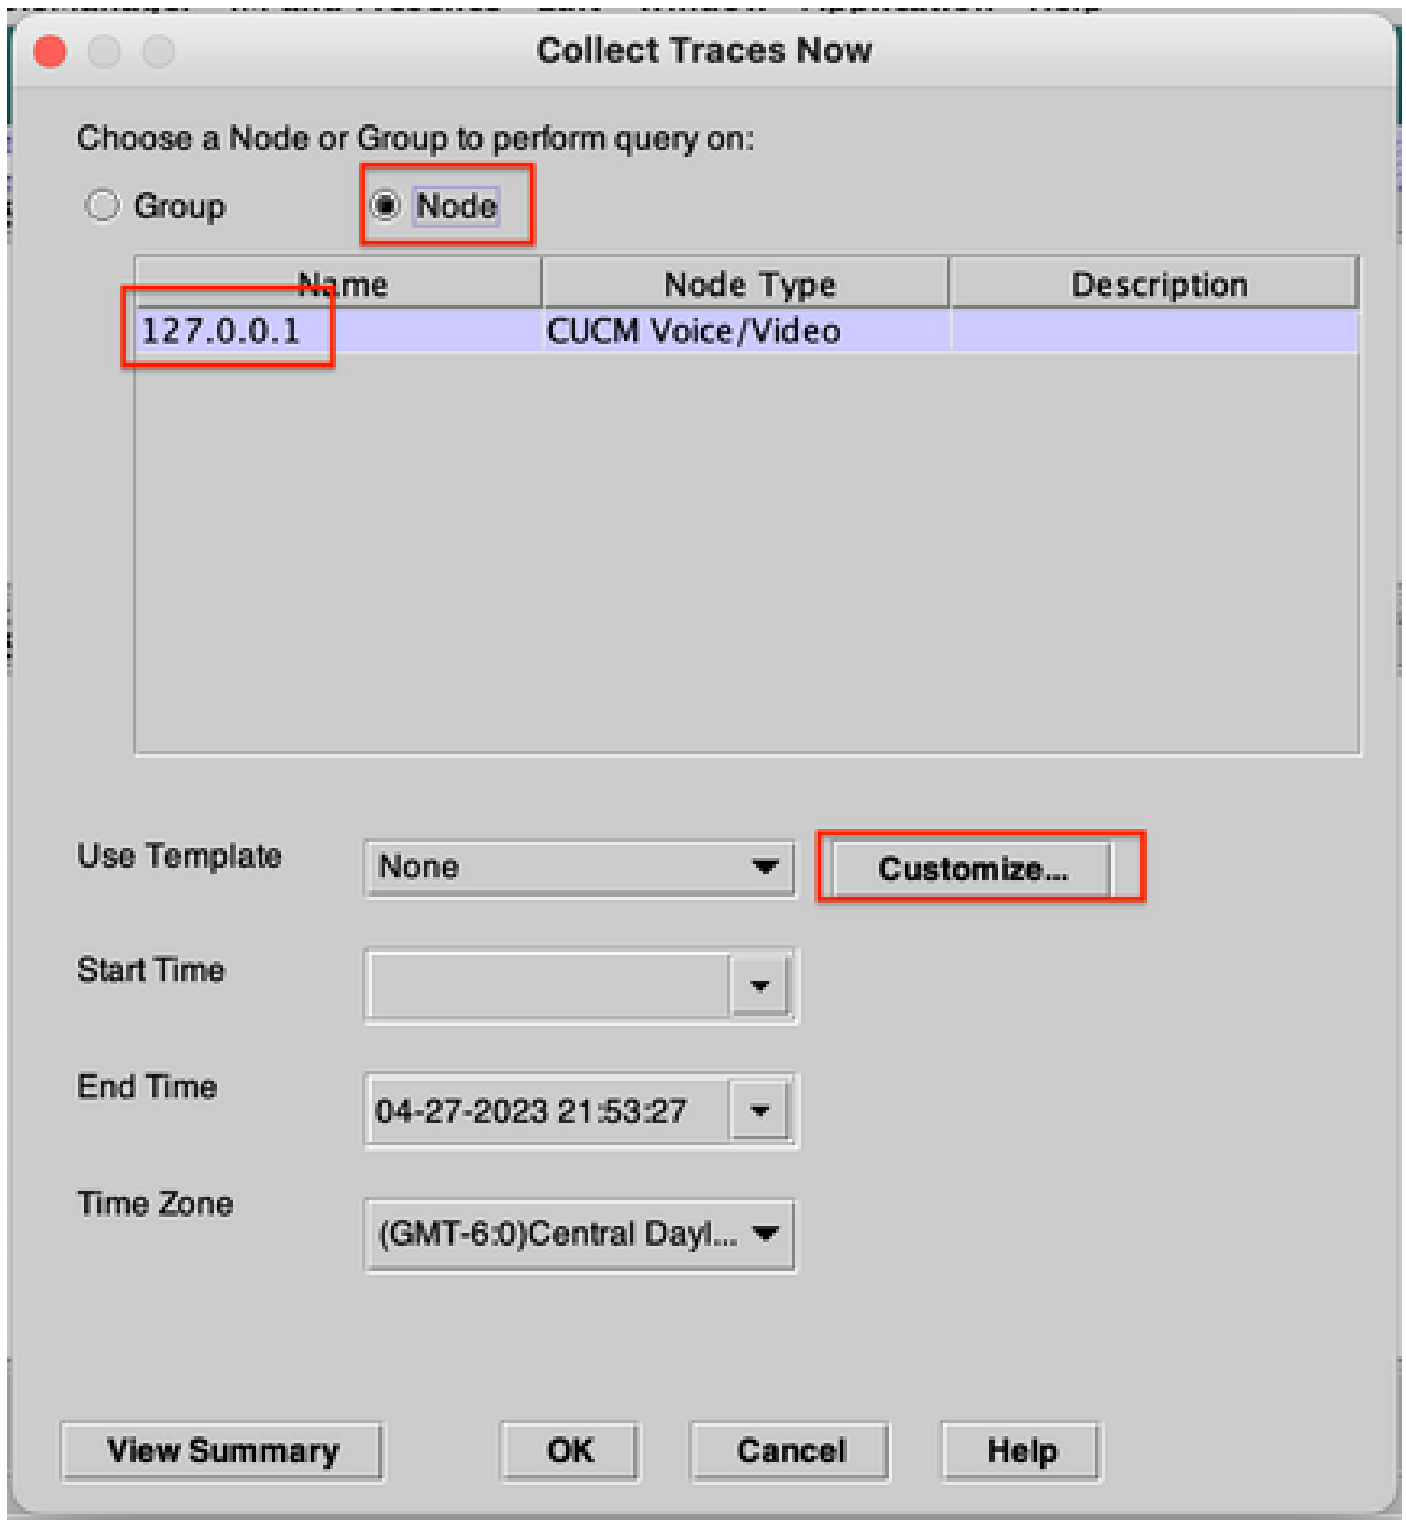 Collect Traces Now
Choose a Node or Group to perform query on:
Group Node
Name Node Type Description
127.0.0.1 CUCM Voice/Video
Use Template None Customize...
Start Time
End Time 04-27-2023 21:53:27
Time Zone (GMT-6:0)Central Dayl...
View Summary OK Cancel Help